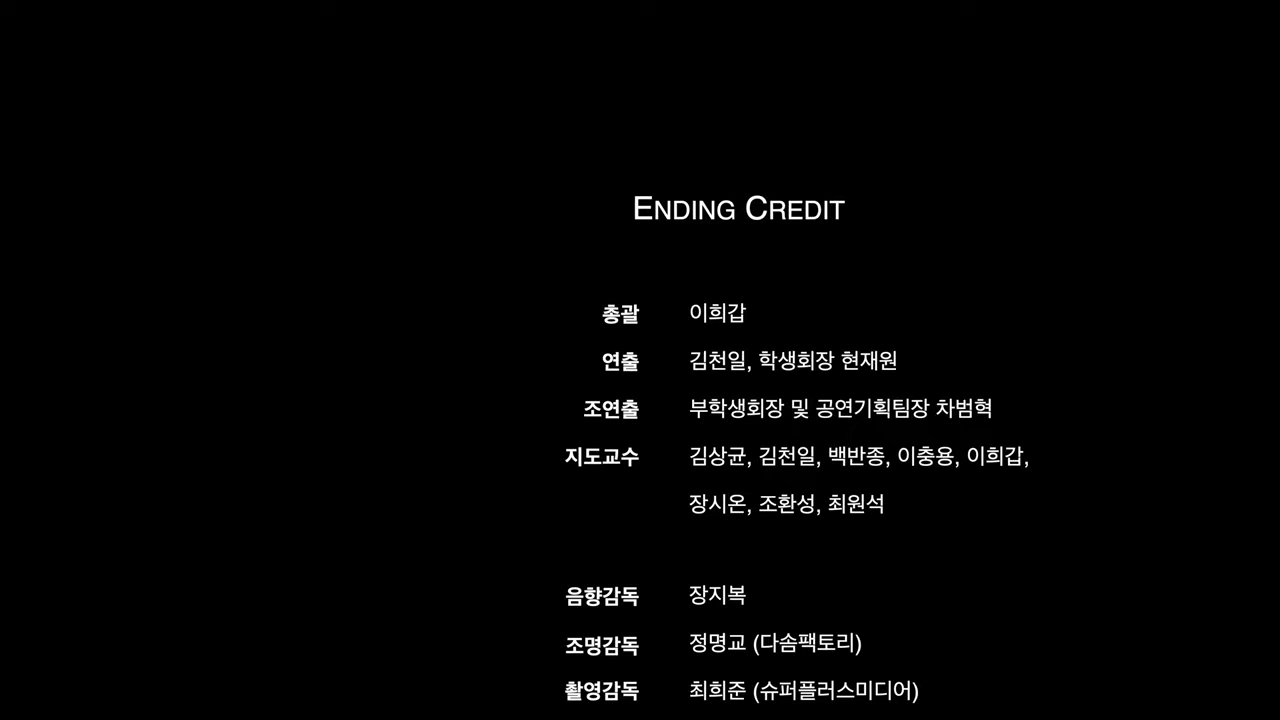 ENDING CREDIT
총괄 이희갑
연출 김천일, 학생회장 현재원
조연출 부학생회장 및 공연기획팀장 차범혁
지도교수 김상균, 김천일, 백반종, 이충용, 이희갑,
장시온, 조환성, 최원석
음향감독 장지복
조명감독 정명교 (다솜팩토리)
촬영감독 최희준 (슈퍼플러스미디어)